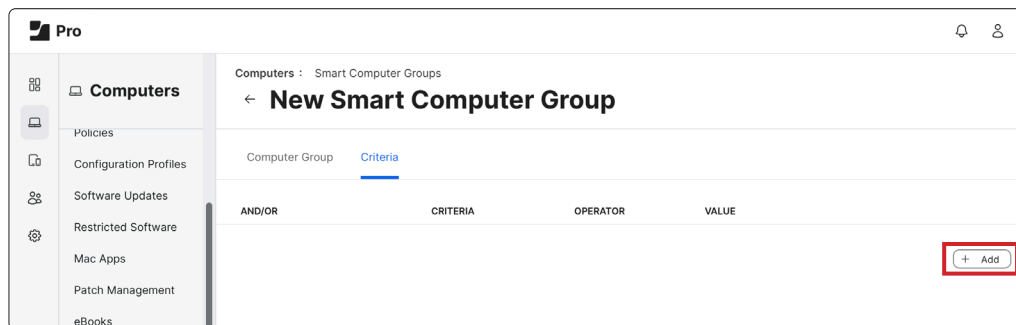 Pro
Computers : Smart Computer Groups
← New Smart Computer Group
Computers
Policies
Configuration Profiles
Software Updates
Restricted Software
Mac Apps
Patch Management
eBooks
Computer Group Criteria
AND/OR CRITERIA OPERATOR VALUE
+ Add